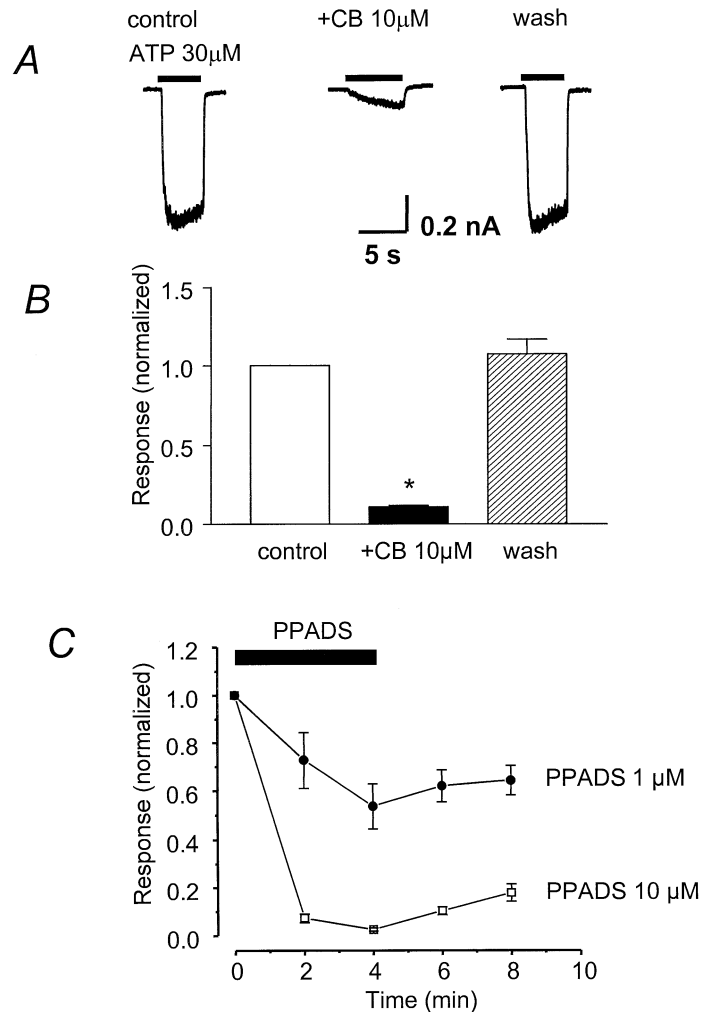 control +CB 10μM wash
A
ATP 30μM
0.2 nA
5 s
B
Response (normalized)
1.5
1.0
0.5
0.0
*
control +CB 10μM wash
C
PPADS
Response (normalized)
1.2
1.0
0.8
0.6
0.4
0.2
0.0
PPADS 1 μM
PPADS 10 μM
0 2 4 6 8 10
Time (min)